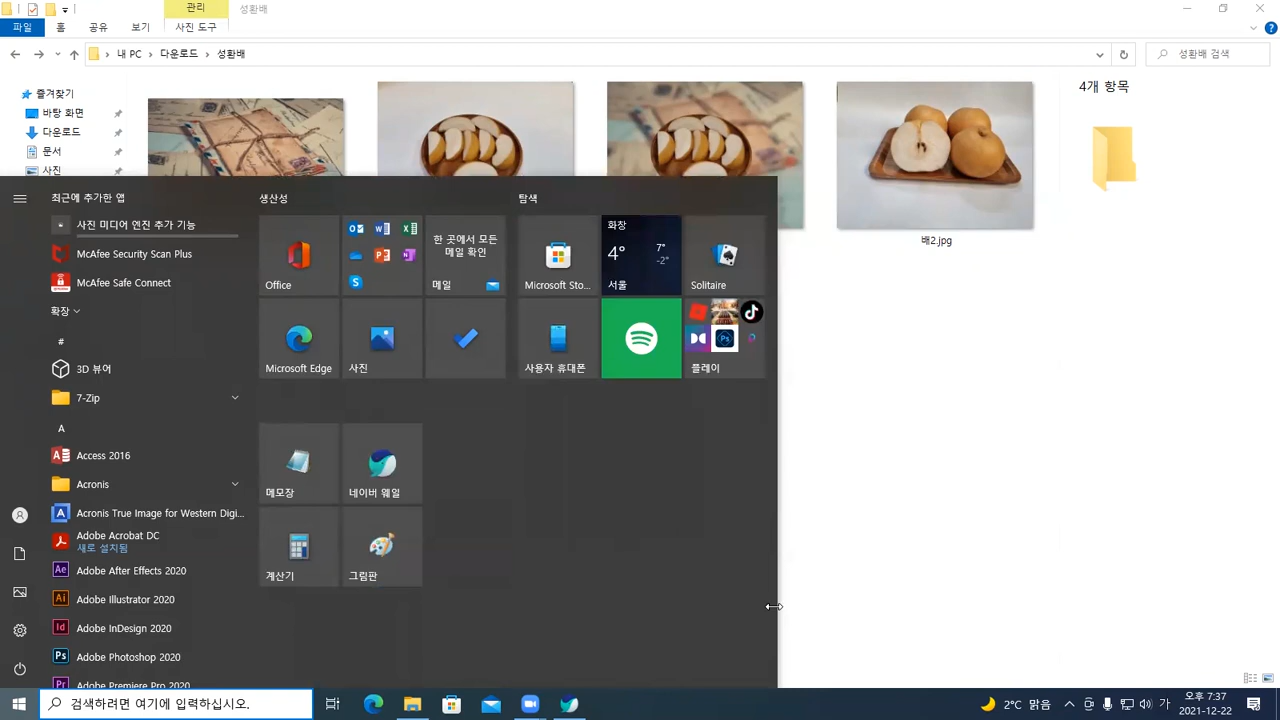 관리
성환배
파일
홈
공유
보기
사진 도구
내 PC
다운로드
성환배
성환배 검색
즐겨찾기
바탕 화면
다운로드
문서
사진
배2.jpg
4개 항목
최근에 추가한 앱
사진 미디어 엔진 추가 기능
McAfee Security Scan Plus
McAfee Safe Connect
확장
#
3D 뷰어
7-Zip
A
Access 2016
Acronis
Acronis True Image for Western Digi...
Adobe Acrobat DC
새로 설치됨
Adobe After Effects 2020
Adobe Illustrator 2020
Adobe InDesign 2020
Adobe Photoshop 2020
Adobe Premiere Pro 2020
생산성
Office
한 곳에서 모든
메일 확인
메일
Microsoft Edge
사진
메모장
네이버 웨일
계산기
그림판
탐색
Microsoft Sto...
화창
4°
7°
-2°
서울
Solitaire
사용자 휴대폰
플레이
검색하려면 여기에 입력하십시오.
2°C 맑음
가
오후 7:37
2021-12-22